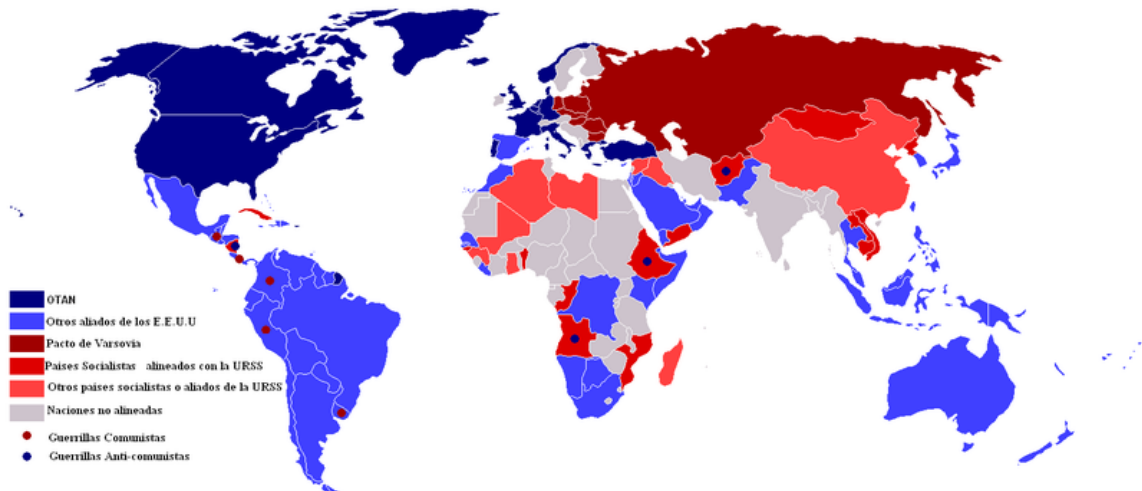 OTAN
Otros aliados de los E.E.U.U
Pacto de Varsovia
Paises Socialistas alineados con la URSS
Otros paises socialistas o aliados de la URSS
Naciones no alineadas
Guerrillas Comunistas
Guerrillas Anti-comunistas